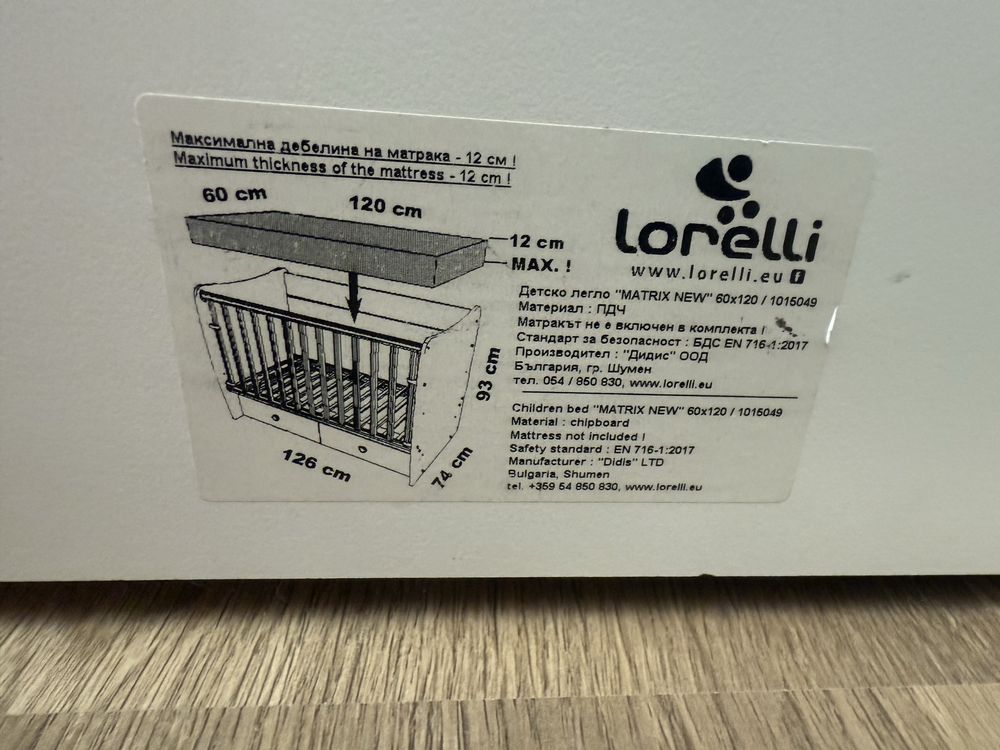 Максимална дебелина на матрака - 12 см !
Maximum thickness of the mattress - 12 cm !
60 cm
120 cm
12 cm
MAX. !
93 cm
126 cm
74 cm
lorelli
www.lorelli.eu f
Детско легло "MATRIX NEW" 60x120 / 1015049
Материал : ПДЧ
Матракът не е включен в комплекта !
Стандарт за безопасност : БДС EN 716-1:2017
Производител : "Дидис" ООД
България, гр. Шумен
тел. 054 / 850 830, www.lorelli.eu
Children bed "MATRIX NEW" 60x120 / 1015049
Material : chipboard
Mattress not included !
Safety standard : EN 716-1:2017
Manufacturer : "Didis" LTD
Bulgaria, Shumen
tel. +359 54 850 830, www.lorelli.eu